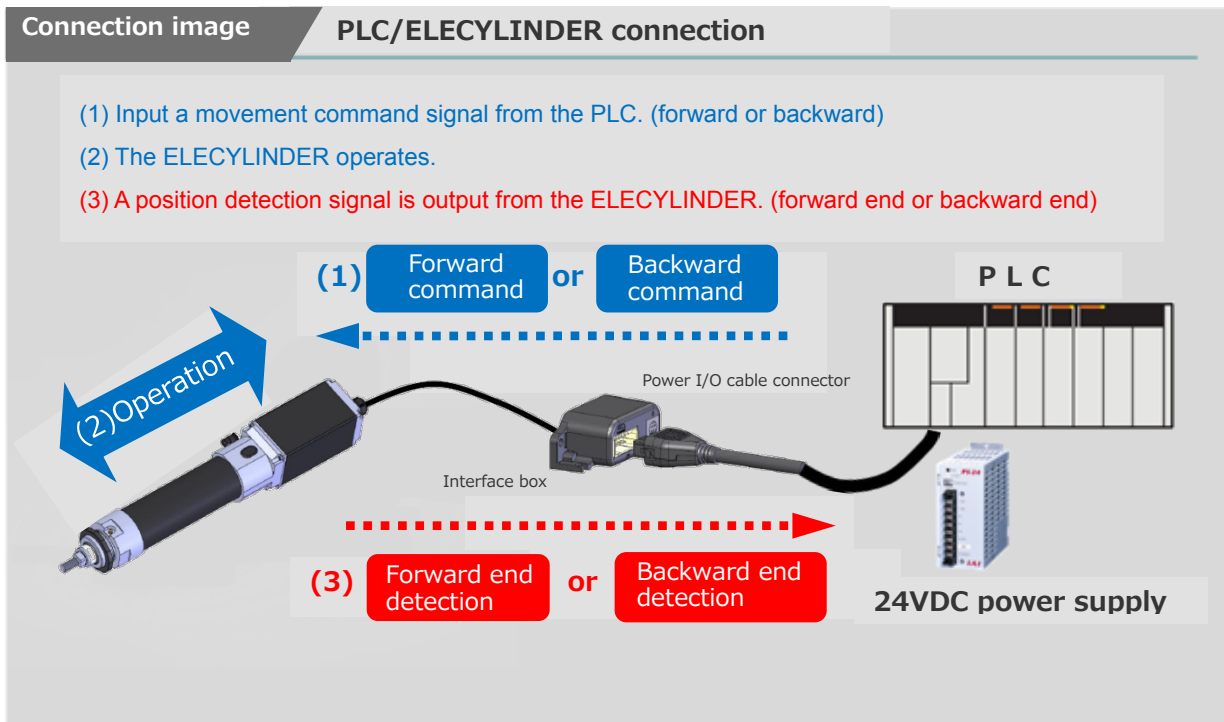 Connection image
PLC/ELECYLINDER connection
(1) Input a movement command signal from the PLC. (forward or backward)
(2) The ELECYLINDER operates.
(3) A position detection signal is output from the ELECYLINDER. (forward end or backward end)
(1)
Forward
command
or
Backward
command
P L C
(2)Operation
Power I/O cable connector
Interface box
PS-24
IAI
(3)
Forward end
detection
or
Backward end
detection
24VDC power supply